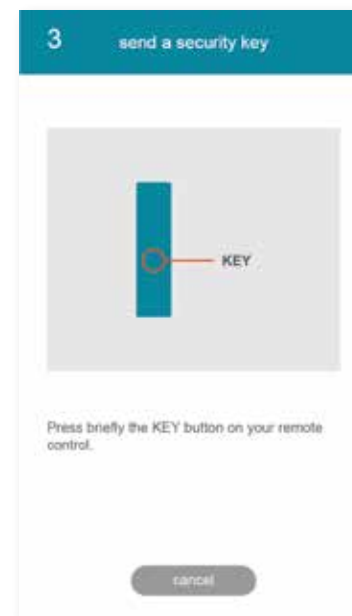 3 send a security key
KEY
Press briefly the KEY button on your remote
control.
cancel